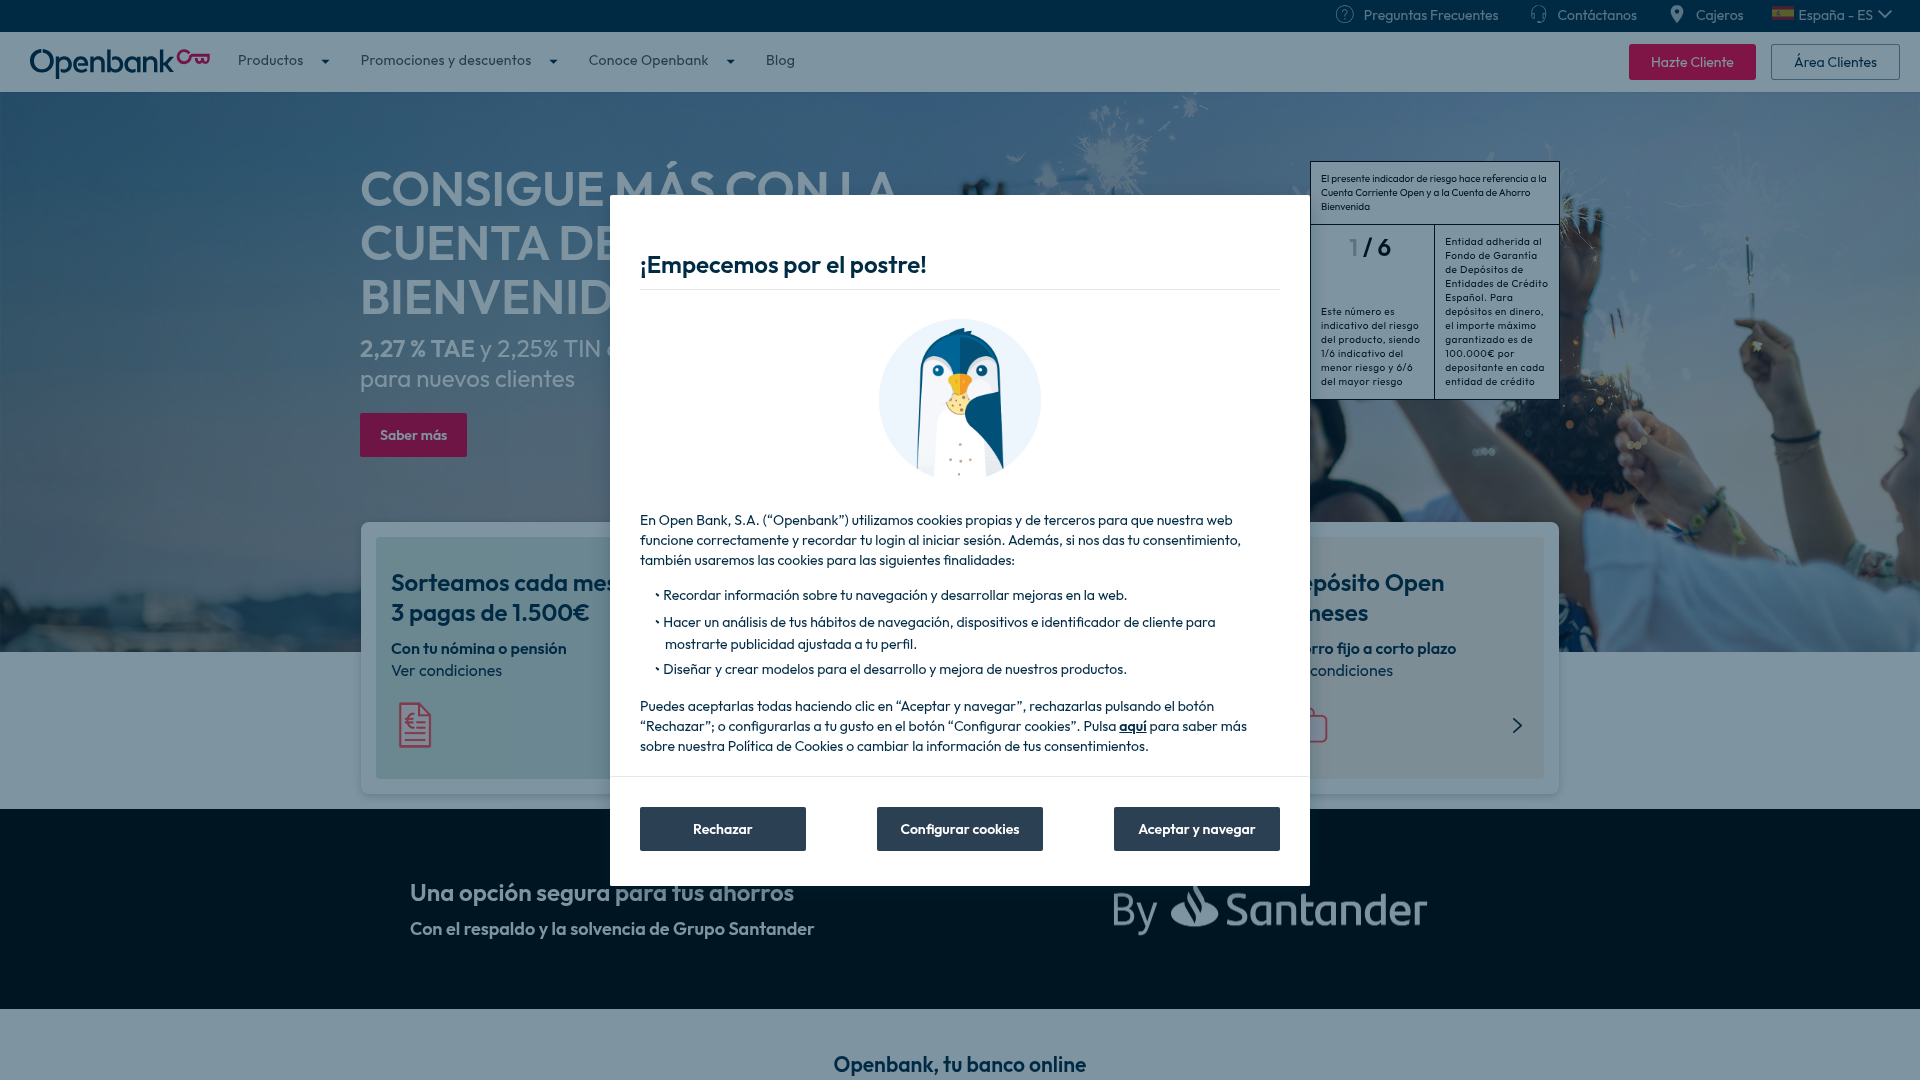 Preguntas Frecuentes
Contáctanos
Cajeros
España - ES
Openbank
Productos
Promociones y descuentos
Conoce Openbank
Blog
Hazte Cliente
Área Clientes
CONSIGUE MÁS CON LA
CUENTA DE
BIENVENID
2,27 % TAE y 2,25% TIN
para nuevos clientes
Saber más
El presente indicador de riesgo hace referencia a la
Cuenta Corriente Open y a la Cuenta de Ahorro
Bienvenida
1 / 6
Este número es
indicativo del riesgo
del producto, siendo
1/6 indicativo del
menor riesgo y 6/6
del mayor riesgo
Entidad adherida al
Fondo de Garantía
de Depósitos de
Entidades de Crédito
Español. Para
depósitos en dinero,
el importe máximo
garantizado es de
100.000€ por
depositante en cada
entidad de crédito
¡Empecemos por el postre!
En Open Bank, S.A. (“Openbank”) utilizamos cookies propias y de terceros para que nuestra web
funcione correctamente y recordar tu login al iniciar sesión. Además, si nos das tu consentimiento,
también usaremos las cookies para las siguientes finalidades:
• Recordar información sobre tu navegación y desarrollar mejoras en la web.
• Hacer un análisis de tus hábitos de navegación, dispositivos e identificador de cliente para
mostrarte publicidad ajustada a tu perfil.
• Diseñar y crear modelos para el desarrollo y mejora de nuestros productos.
Puedes aceptarlas todas haciendo clic en “Aceptar y navegar”, rechazarlas pulsando el botón
“Rechazar”; o configurarlas a tu gusto en el botón “Configurar cookies”. Pulsa aquí para saber más
sobre nuestra Política de Cookies o cambiar la información de tus consentimientos.
Rechazar
Configurar cookies
Aceptar y navegar
Sorteamos cada mes
3 pagas de 1.500€
Con tu nómina o pensión
Ver condiciones
epósito Open
meses
rro fijo a corto plazo
condiciones
Una opción segura para tus ahorros
Con el respaldo y la solvencia de Grupo Santander
By Santander
Openbank, tu banco online